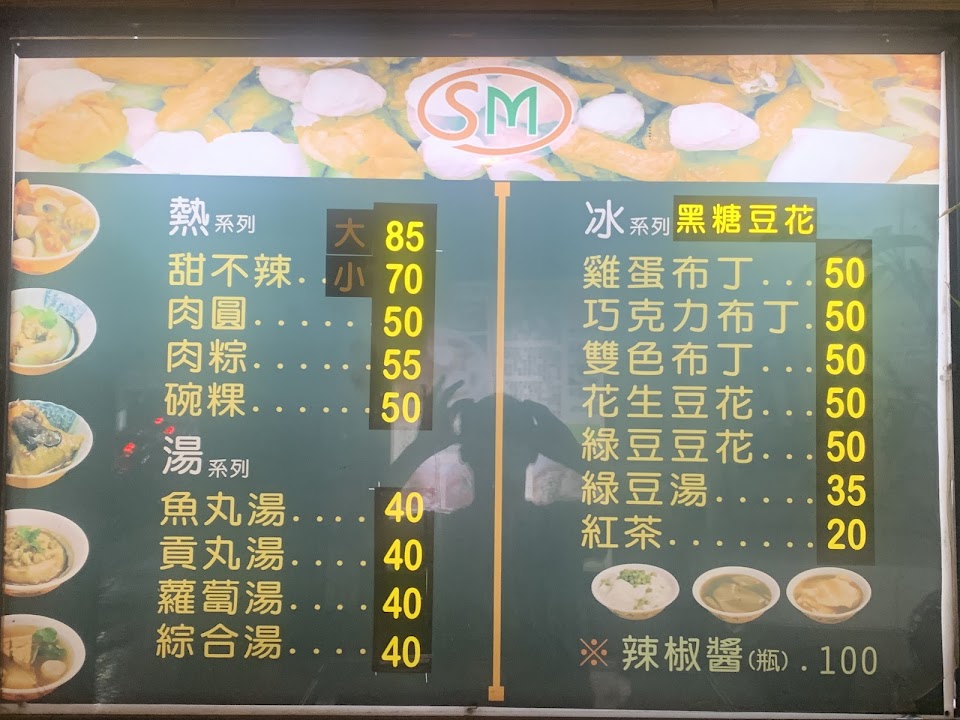 SM
熱系列 大 85
甜不辣..小 70
肉圓...... 50
肉粽...... 55
碗粿...... 50
湯系列
魚丸湯.... 40
貢丸湯.... 40
蘿蔔湯.... 40
綜合湯.... 40
冰系列 黑糖豆花
雞蛋布丁... 50
巧克力布丁. 50
雙色布丁... 50
花生豆花... 50
綠豆豆花... 50
綠豆湯..... 35
紅茶....... 20
※ 辣椒醬(瓶).100